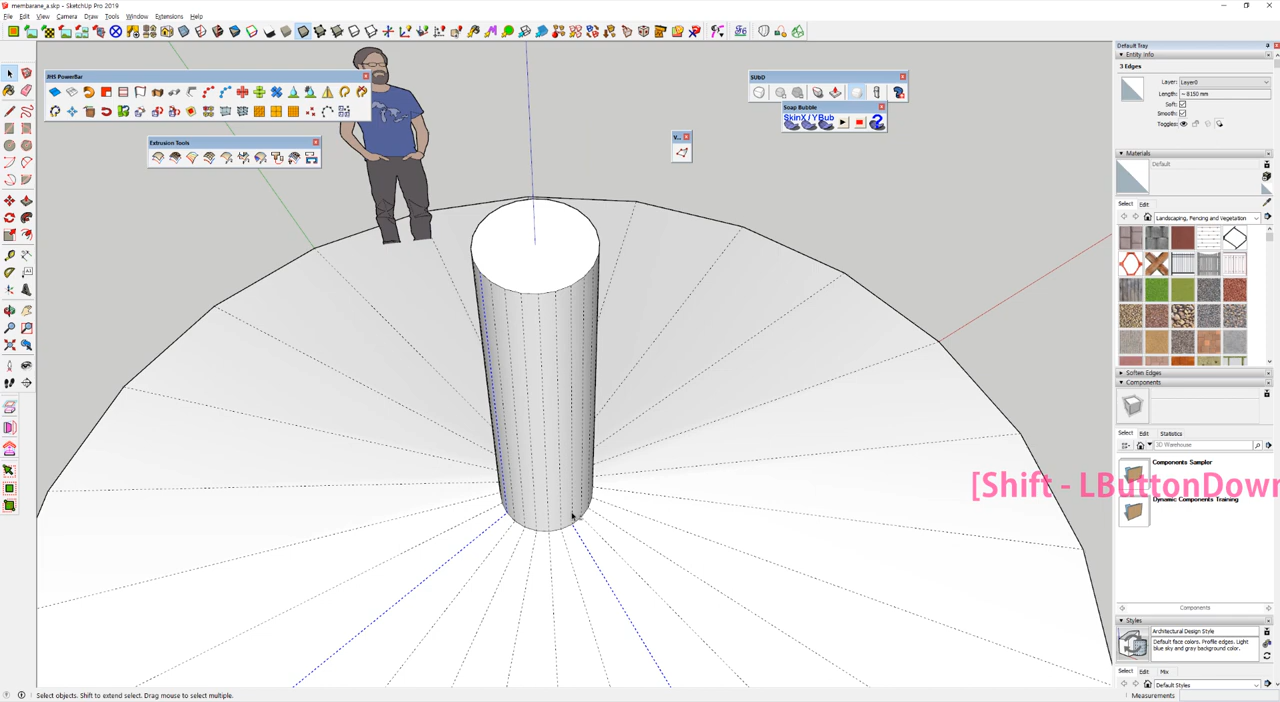 membarane_a.skp - SketchUp Pro 2019
File Edit View Camera Draw Tools Window Extensions Help
JHS PowerBar
Extrusion Tools
V...
SUbD
Soap Bubble
Skin X / Y Bub
Default Tray
Entity Info
3 Edges
Layer: Layer0
Length: ~ 8150 mm
Soft:
Smooth:
Toggles:
Materials
Default
Select Edit
Landscaping, Fencing and Vegetation
Soften Edges
Components
Select Edit Statistics
3D Warehouse
Components Sampler
Dynamic Components Training
[Shift - LButtonDown
Components
Styles
Architectural Design Style
Default face colors. Profile edges. Light blue sky and gray background color.
Select Edit Mix
Default Styles
Select objects. Shift to extend select. Drag mouse to select multiple.
Measurements